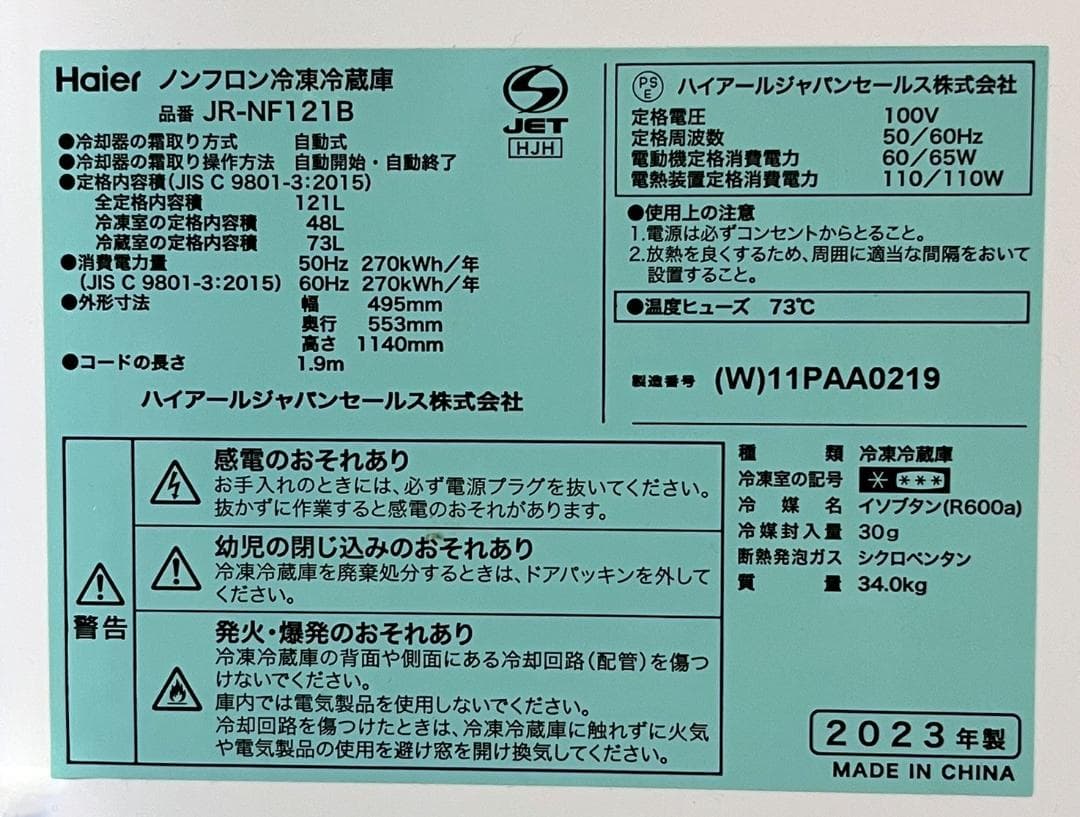 Haier ノンフロン冷凍冷蔵庫
品番 JR-NF121B
●冷却器の霜取り方式 自動式
●冷却器の霜取り操作方法 自動開始・自動終了
●定格内容積(JIS C 9801-3:2015)
全定格内容積 121L
冷凍室の定格内容積 48L
冷蔵室の定格内容積 73L
●消費電力量 50Hz 270kWh/年
(JIS C 9801-3:2015) 60Hz 270kWh/年
●外形寸法 幅 495mm
奥行 553mm
高さ 1140mm
●コードの長さ 1.9m
ハイアールジャパンセールス株式会社
JET
HJH
PSE ハイアールジャパンセールス株式会社
定格電圧 100V
定格周波数 50/60Hz
電動機定格消費電力 60/65W
電熱装置定格消費電力 110/110W
●使用上の注意
1.電源は必ずコンセントからとること。
2.放熱を良くするため、周囲に適当な間隔をおいて
設置すること。
●温度ヒューズ 73℃
製造番号 (W)11PAA0219
警告
感電のおそれあり
お手入れのときには、必ず電源プラグを抜いてください。
抜かずに作業すると感電のおそれがあります。
幼児の閉じ込みのおそれあり
冷凍冷蔵庫を廃棄処分するときは、ドアパッキンを外して
ください。
発火・爆発のおそれあり
冷凍冷蔵庫の背面や側面にある冷却回路(配管)を傷つ
けないでください。
庫内では電気製品を使用しないでください。
冷却回路を傷つけたときは、冷凍冷蔵庫に触れずに火気
や電気製品の使用を避け窓を開け換気してください。
種類 冷凍冷蔵庫
冷凍室の記号 * ***
冷媒名 イソブタン(R600a)
冷媒封入量 30g
断熱発泡ガス シクロペンタン
質量 34.0kg
2023年製
MADE IN CHINA